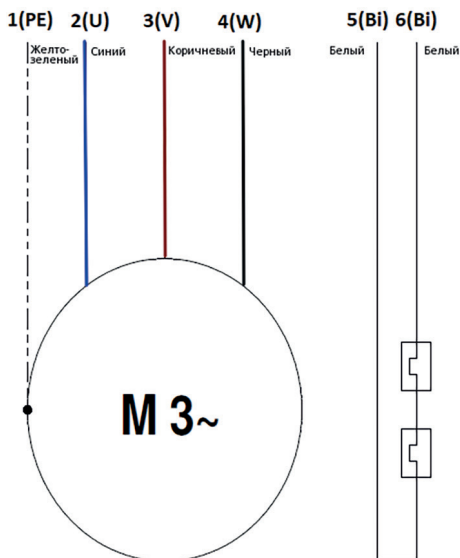 1(PE) 2(U) 3(V) 4(W) 5(Bi) 6(Bi)
Желто-
зеленый
Синий
Коричневый
Черный
Белый
Белый
M 3~